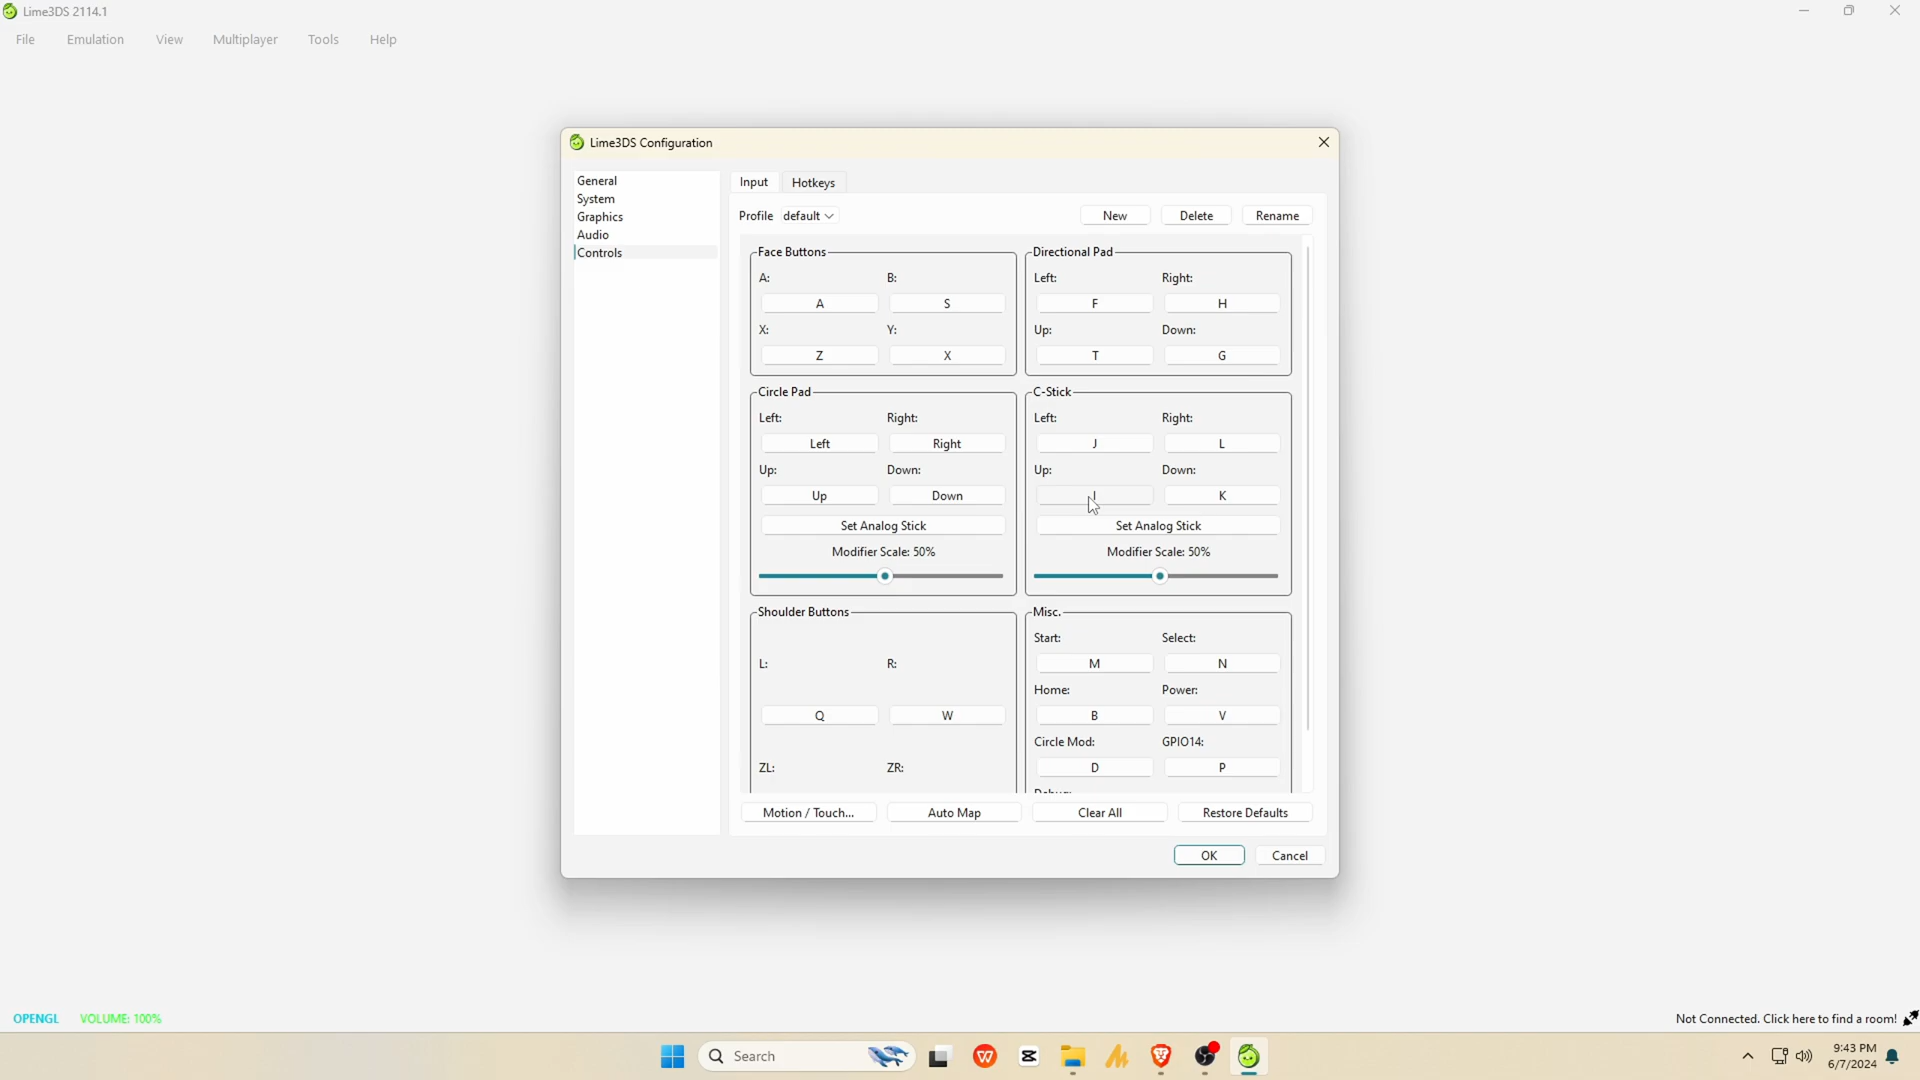 Lime3DS 2114.1
File Emulation View Multiplayer Tools Help
Lime3DS Configuration
General
System
Graphics
Audio
Controls
Input Hotkeys
Profile default New Delete Rename
Face Buttons
A: B:
A S
X: Y:
Z X
Directional Pad
Left: Right:
F H
Up: Down:
T G
Circle Pad
Left: Right:
Left Right
Up: Down:
Up Down
Set Analog Stick
Modifier Scale: 50%
C-Stick
Left: Right:
J L
Up: Down:
I K
Set Analog Stick
Modifier Scale: 50%
Shoulder Buttons
L: R:
Q W
ZL: ZR:
Misc.
Start: Select:
M N
Home: Power:
B V
Circle Mod: GPIO14:
D P
Debug:
Motion / Touch... Auto Map Clear All Restore Defaults
OK Cancel
OPENGL VOLUME: 100%
Not Connected. Click here to find a room!
Search
9:43 PM
6/7/2024